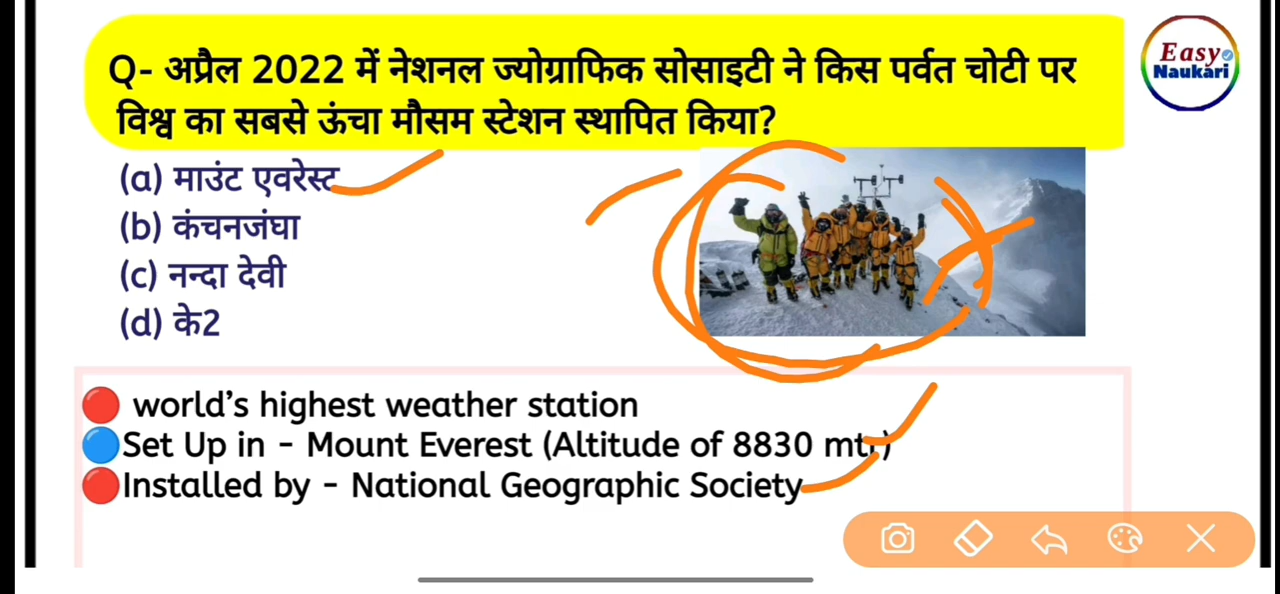 Q- अप्रैल 2022 में नेशनल ज्योग्राफिक सोसाइटी ने किस पर्वत चोटी पर
विश्व का सबसे ऊंचा मौसम स्टेशन स्थापित किया?
Easy
Naukari
(a) माउंट एवरेस्ट
(b) कंचनजंघा
(c) नन्दा देवी
(d) के2
world's highest weather station
Set Up in - Mount Everest (Altitude of 8830 mtr)
Installed by - National Geographic Society